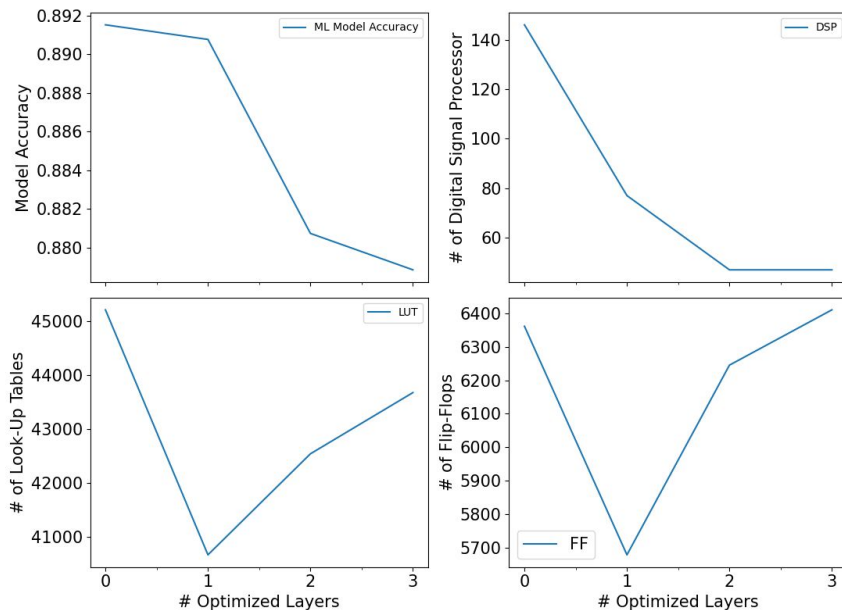 0.892
0.890
0.888
0.886
0.884
0.882
0.880
Model Accuracy
ML Model Accuracy
140
120
100
80
60
# of Digital Signal Processor
DSP
45000
44000
43000
42000
41000
# of Look-Up Tables
LUT
0 1 2 3
# Optimized Layers
6400
6300
6200
6100
6000
5900
5800
5700
# of Flip-Flops
FF
0 1 2 3
# Optimized Layers